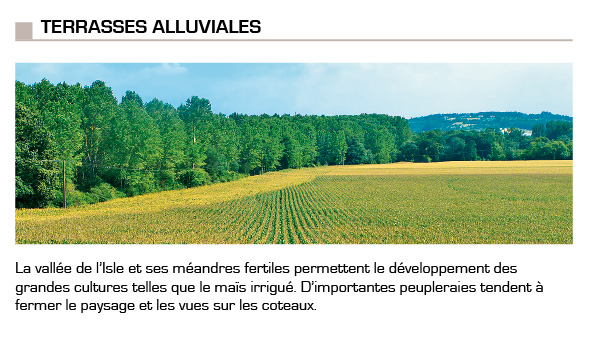 TERRASSES ALLUVIALES
La vallée de l'Isle et ses méandres fertiles permettent le développement des
grandes cultures telles que le maïs irrigué. D'importantes peupleraies tendent à
fermer le paysage et les vues sur les coteaux.